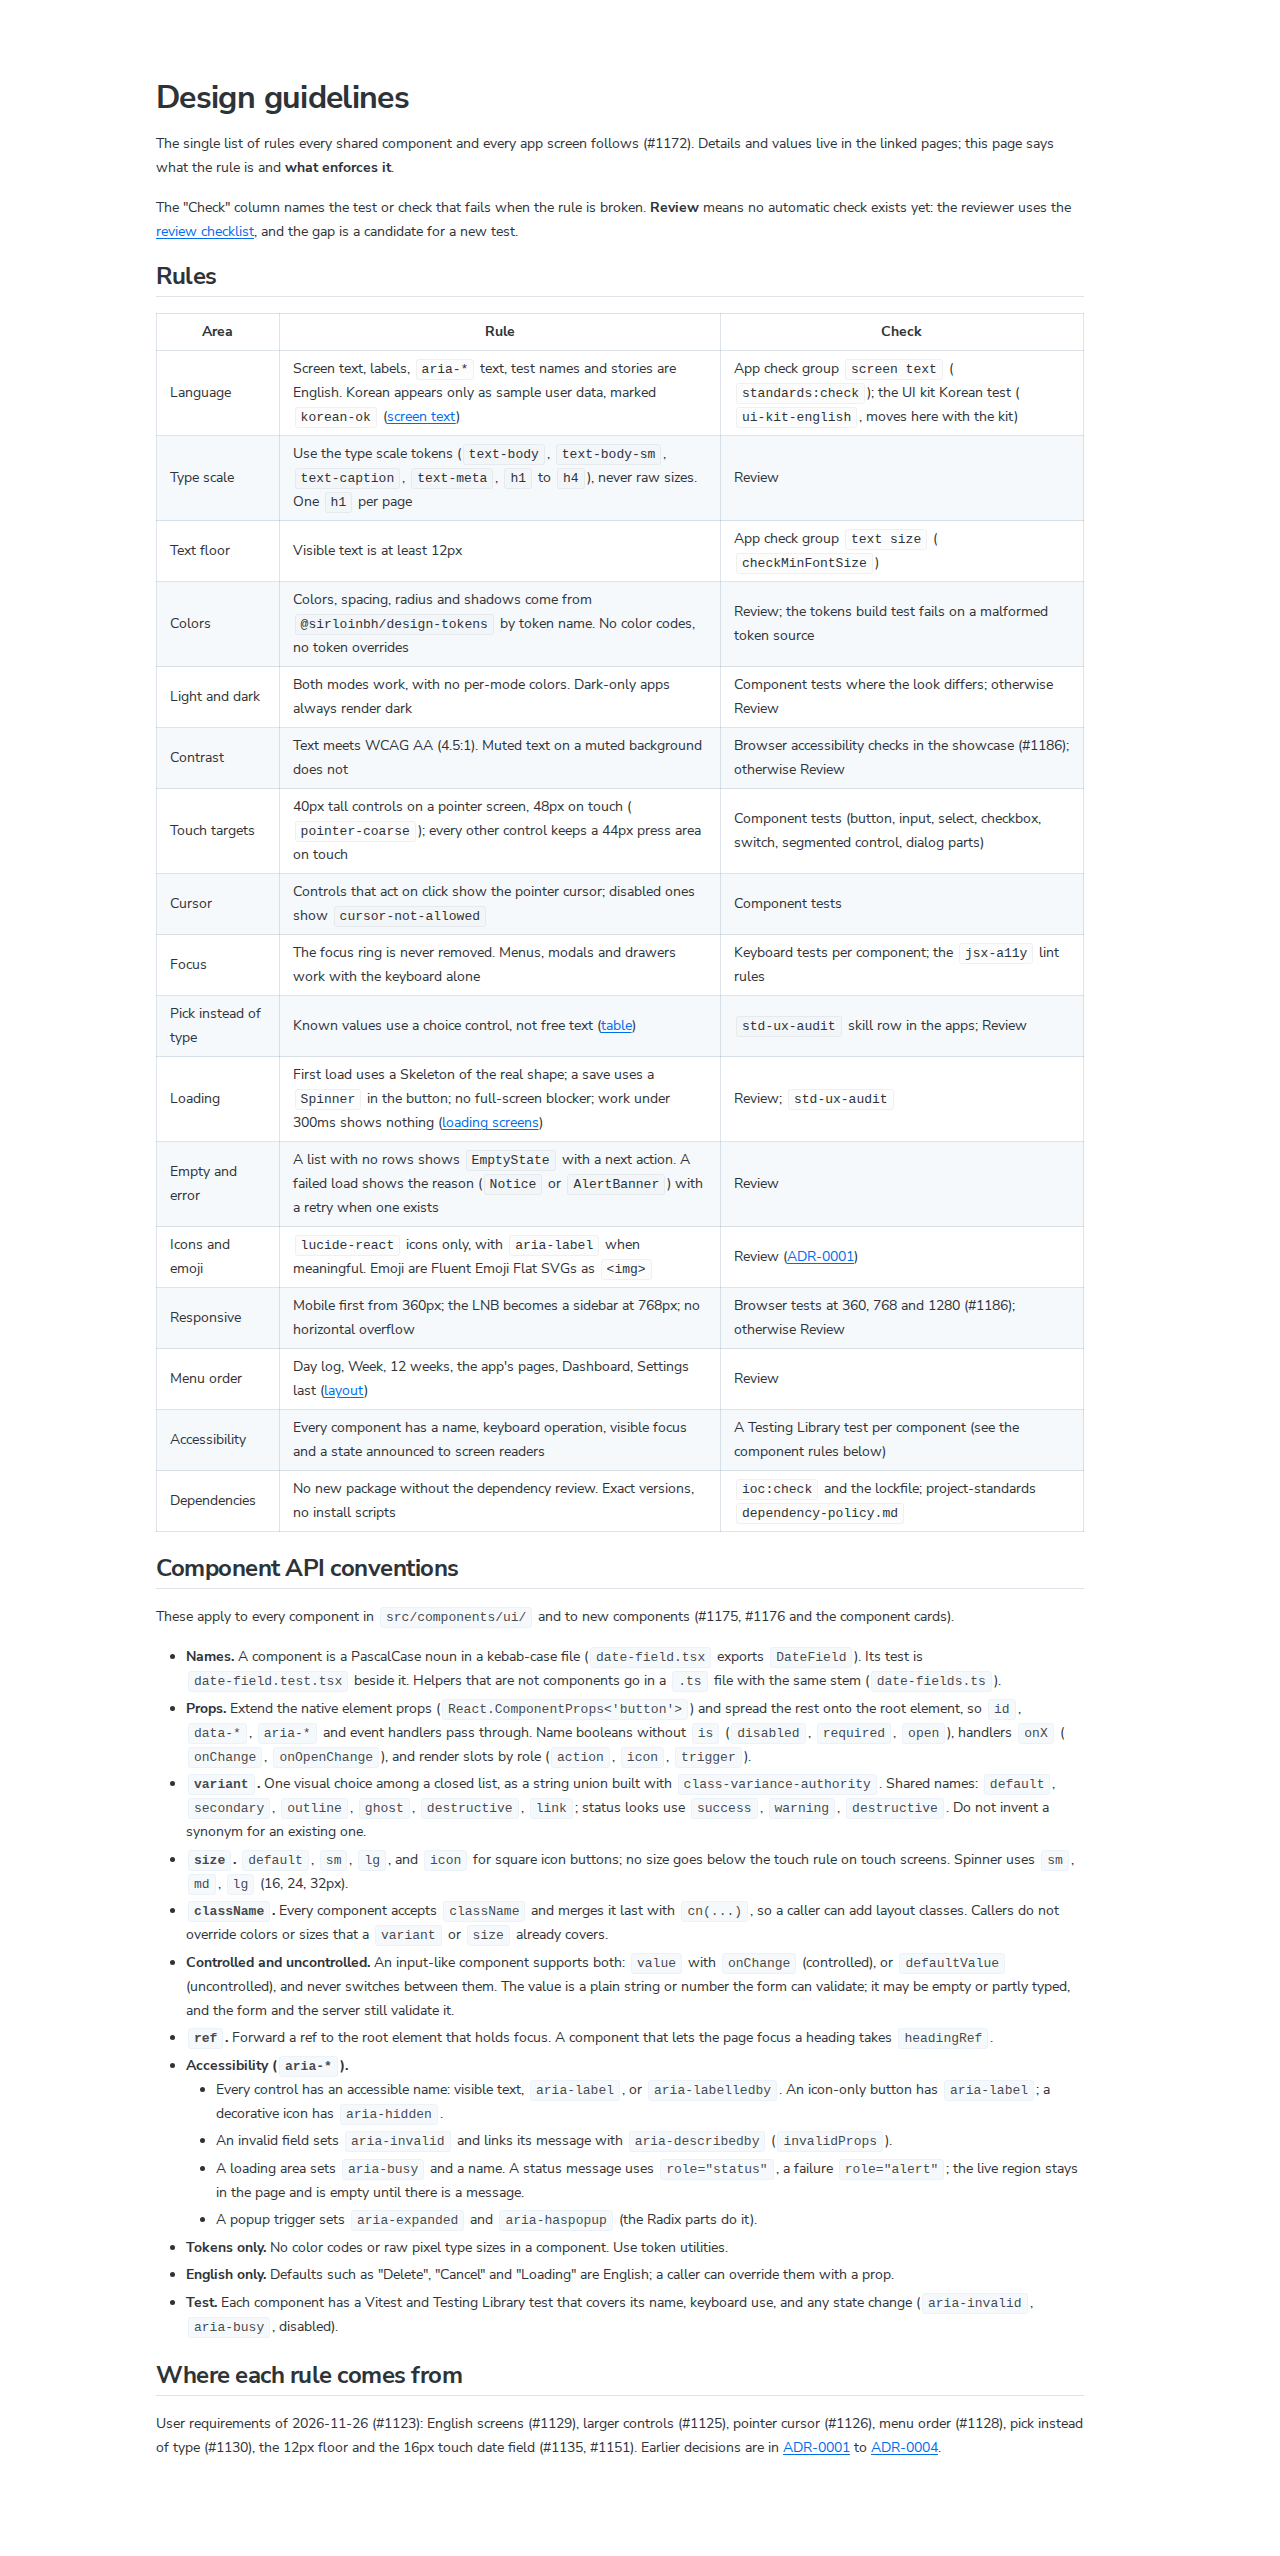 Design guidelines
The single list of rules every shared component and every app screen follows (#1172). Details and values live in the linked pages; this page says
what the rule is and what enforces it.
The "Check" column names the test or check that fails when the rule is broken. Review means no automatic check exists yet: the reviewer uses the
review checklist, and the gap is a candidate for a new test.
Rules
Area Rule Check
Language
Screen text, labels, aria-* text, test names and stories are
English. Korean appears only as sample user data, marked
korean-ok (screen text)
App check group screen text (
standards:check); the UI kit Korean test (
ui-kit-english, moves here with the kit)
Type scale
Use the type scale tokens (text-body, text-body-sm,
text-caption, text-meta, h1 to h4), never raw sizes.
One h1 per page
Review
Text floor
Visible text is at least 12px
App check group text size (
checkMinFontSize)
Colors
Colors, spacing, radius and shadows come from
@sirloinbh/design-tokens by token name. No color codes,
no token overrides
Review; the tokens build test fails on a malformed
token source
Light and dark
Both modes work, with no per-mode colors. Dark-only apps
always render dark
Component tests where the look differs; otherwise
Review
Contrast
Text meets WCAG AA (4.5:1). Muted text on a muted background
does not
Browser accessibility checks in the showcase (#1186);
otherwise Review
Touch targets
40px tall controls on a pointer screen, 48px on touch (
pointer-coarse); every other control keeps a 44px press area
on touch
Component tests (button, input, select, checkbox,
switch, segmented control, dialog parts)
Cursor
Controls that act on click show the pointer cursor; disabled ones
show cursor-not-allowed
Component tests
Focus
The focus ring is never removed. Menus, modals and drawers
work with the keyboard alone
Keyboard tests per component; the jsx-a11y lint
rules
Pick instead of
type
Known values use a choice control, not free text (table)
std-ux-audit skill row in the apps; Review
Loading
First load uses a Skeleton of the real shape; a save uses a
Spinner in the button; no full-screen blocker; work under
300ms shows nothing (loading screens)
Review; std-ux-audit
Empty and
error
A list with no rows shows EmptyState with a next action. A
failed load shows the reason (Notice or AlertBanner) with
a retry when one exists
Review
Icons and
emoji
lucide-react icons only, with aria-label when
meaningful. Emoji are Fluent Emoji Flat SVGs as <img>
Review (ADR-0001)
Responsive
Mobile first from 360px; the LNB becomes a sidebar at 768px; no
horizontal overflow
Browser tests at 360, 768 and 1280 (#1186);
otherwise Review
Menu order
Day log, Week, 12 weeks, the app's pages, Dashboard, Settings
last (layout)
Review
Accessibility
Every component has a name, keyboard operation, visible focus
and a state announced to screen readers
A Testing Library test per component (see the
component rules below)
Dependencies
No new package without the dependency review. Exact versions,
no install scripts
ioc:check and the lockfile; project-standards
dependency-policy.md
Component API conventions
These apply to every component in src/components/ui/ and to new components (#1175, #1176 and the component cards).
• Names. A component is a PascalCase noun in a kebab-case file (date-field.tsx exports DateField). Its test is
date-field.test.tsx beside it. Helpers that are not components go in a .ts file with the same stem (date-fields.ts).
• Props. Extend the native element props (React.ComponentProps<'button'>) and spread the rest onto the root element, so id,
data-*, aria-* and event handlers pass through. Name booleans without is (disabled, required, open), handlers onX (
onChange, onOpenChange), and render slots by role (action, icon, trigger).
• variant. One visual choice among a closed list, as a string union built with class-variance-authority. Shared names: default,
secondary, outline, ghost, destructive, link; status looks use success, warning, destructive. Do not invent a
synonym for an existing one.
• size. default, sm, lg, and icon for square icon buttons; no size goes below the touch rule on touch screens. Spinner uses sm,
md, lg (16, 24, 32px).
• className. Every component accepts className and merges it last with cn(...), so a caller can add layout classes. Callers do not
override colors or sizes that a variant or size already covers.
• Controlled and uncontrolled. An input-like component supports both: value with onChange (controlled), or defaultValue
(uncontrolled), and never switches between them. The value is a plain string or number the form can validate; it may be empty or partly typed,
and the form and the server still validate it.
• ref. Forward a ref to the root element that holds focus. A component that lets the page focus a heading takes headingRef.
• Accessibility (aria-*).
• Every control has an accessible name: visible text, aria-label, or aria-labelledby. An icon-only button has aria-label; a
decorative icon has aria-hidden.
• An invalid field sets aria-invalid and links its message with aria-describedby (invalidProps).
• A loading area sets aria-busy and a name. A status message uses role="status", a failure role="alert"; the live region stays
in the page and is empty until there is a message.
• A popup trigger sets aria-expanded and aria-haspopup (the Radix parts do it).
• Tokens only. No color codes or raw pixel type sizes in a component. Use token utilities.
• English only. Defaults such as "Delete", "Cancel" and "Loading" are English; a caller can override them with a prop.
• Test. Each component has a Vitest and Testing Library test that covers its name, keyboard use, and any state change (aria-invalid,
aria-busy, disabled).
Where each rule comes from
User requirements of 2026-11-26 (#1123): English screens (#1129), larger controls (#1125), pointer cursor (#1126), menu order (#1128), pick instead
of type (#1130), the 12px floor and the 16px touch date field (#1135, #1151). Earlier decisions are in ADR-0001 to ADR-0004.